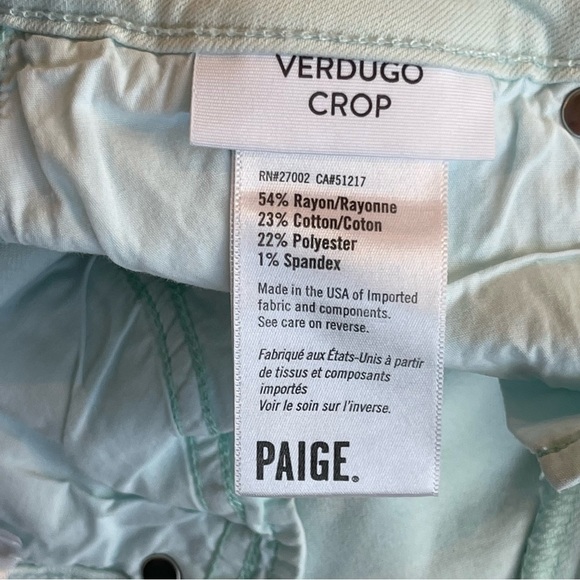 VERDUGO
CROP
RN#27002 CA#51217
54% Rayon/Rayonne
23% Cotton/Coton
22% Polyester
1% Spandex
Made in the USA of Imported
fabric and components.
See care on reverse.
Fabriqué aux États-Unis à partir
de tissus et composants
importés
Voir le soin sur l'inverse.
PAIGE.